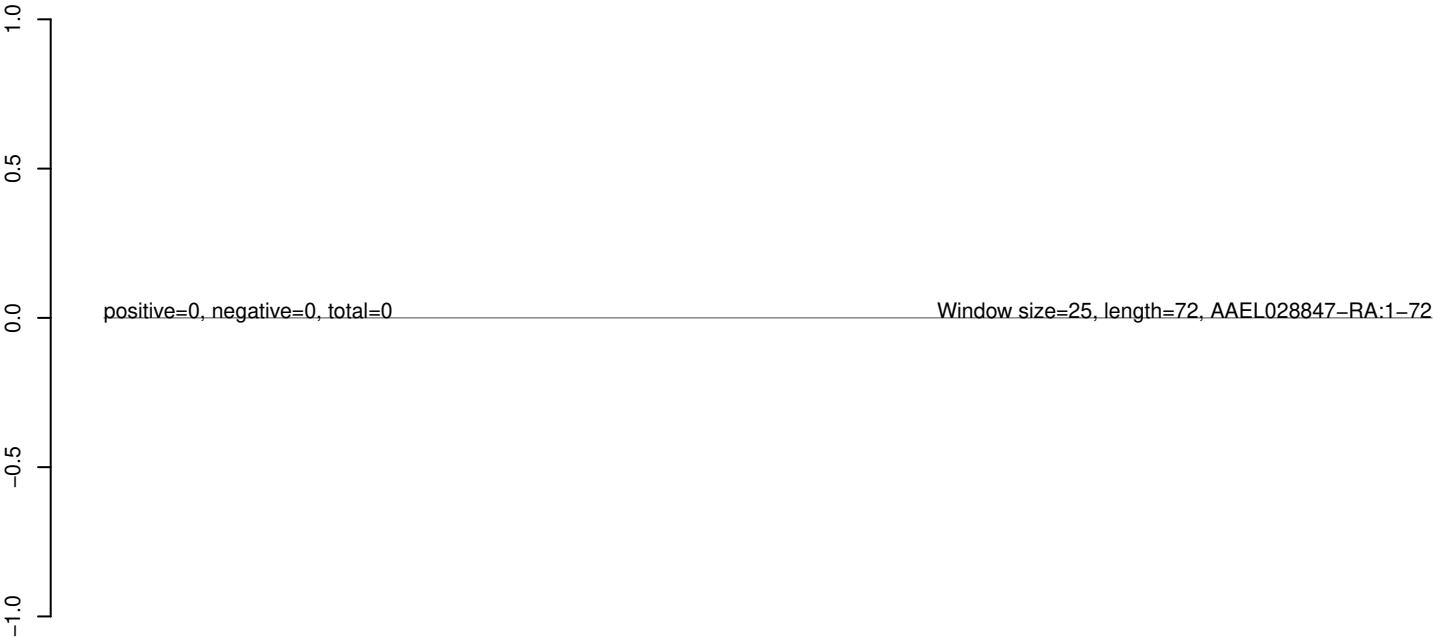 1.0
0.5
0.0
−0.5
−1.0
positive=0, negative=0, total=0
Window size=25, length=72, AAEL028847−RA:1−72